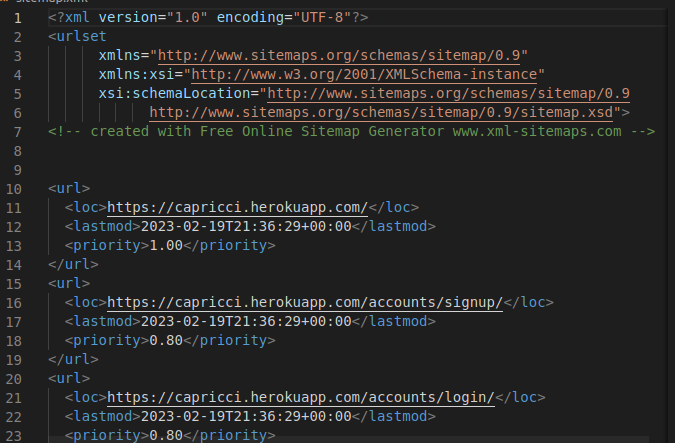 sitemap.xml
1 <?xml version="1.0" encoding="UTF-8"?>
2 <urlset
3 xmlns="http://www.sitemaps.org/schemas/sitemap/0.9"
4 xmlns:xsi="http://www.w3.org/2001/XMLSchema-instance"
5 xsi:schemaLocation="http://www.sitemaps.org/schemas/sitemap/0.9
6 http://www.sitemaps.org/schemas/sitemap/0.9/sitemap.xsd">
7 <!-- created with Free Online Sitemap Generator www.xml-sitemaps.com -->
8
9
10 <url>
11 <loc>https://capricci.herokuapp.com/</loc>
12 <lastmod>2023-02-19T21:36:29+00:00</lastmod>
13 <priority>1.00</priority>
14 </url>
15 <url>
16 <loc>https://capricci.herokuapp.com/accounts/signup/</loc>
17 <lastmod>2023-02-19T21:36:29+00:00</lastmod>
18 <priority>0.80</priority>
19 </url>
20 <url>
21 <loc>https://capricci.herokuapp.com/accounts/login/</loc>
22 <lastmod>2023-02-19T21:36:29+00:00</lastmod>
23 <priority>0.80</priority>